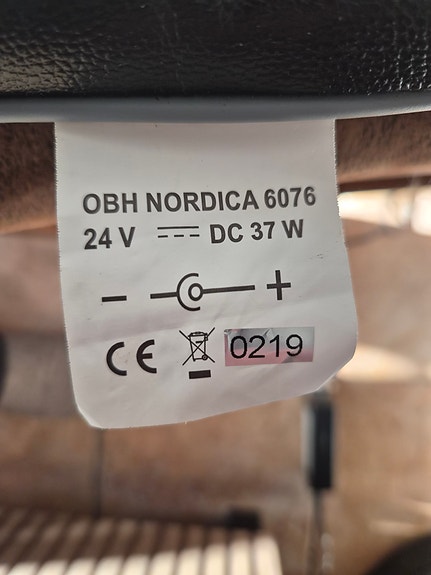 OBH NORDICA 6076
24 V ⎓ DC 37 W
- +
CE 0219